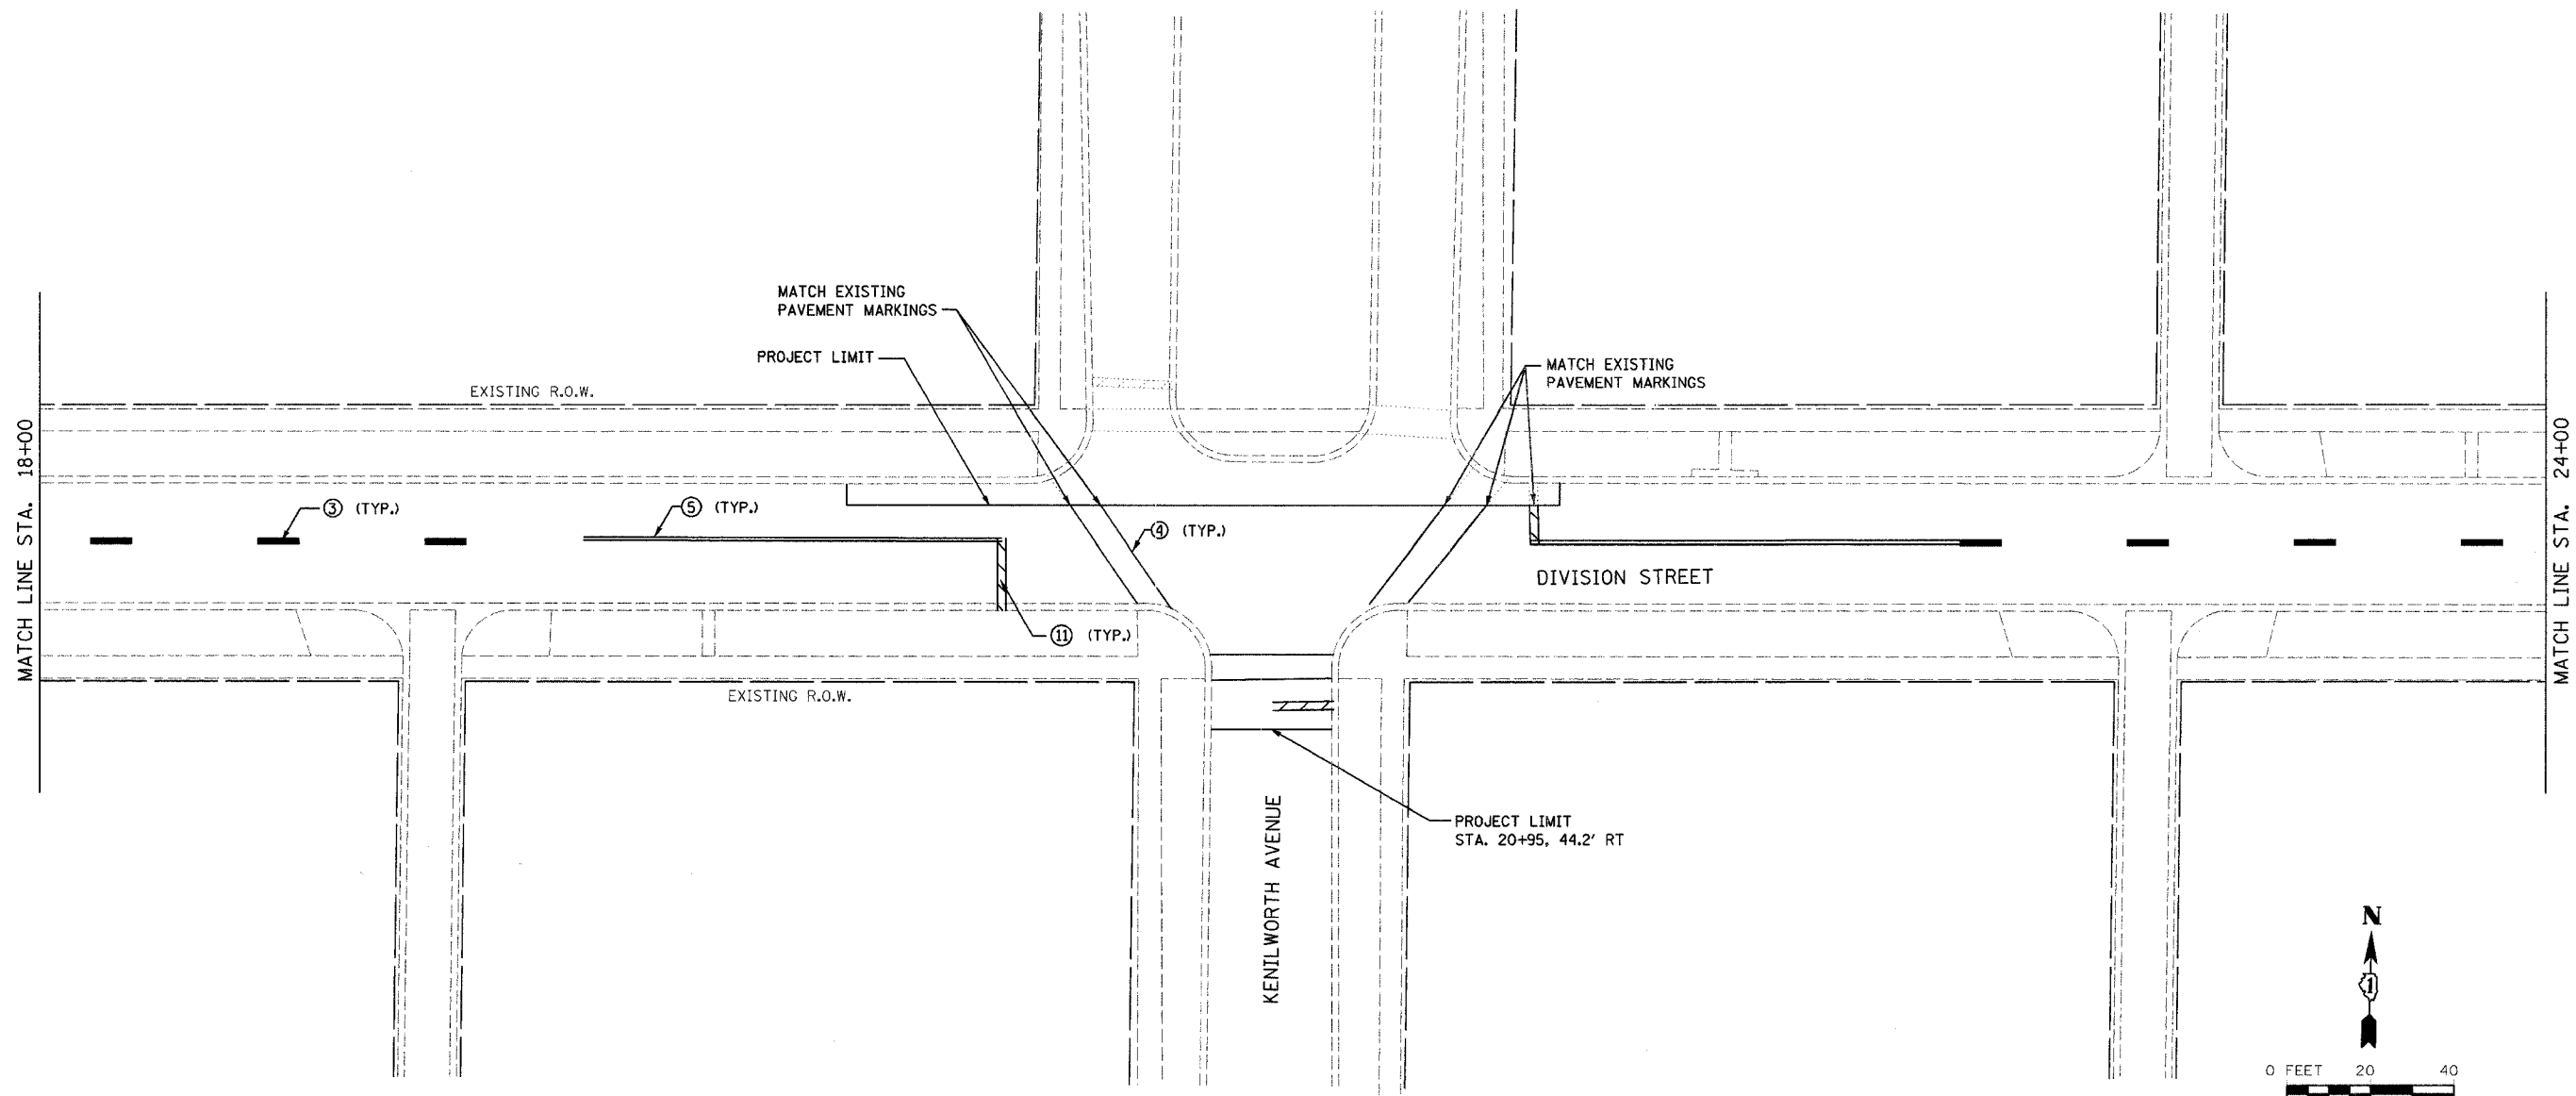 MATCH EXISTING
PAVEMENT MARKINGS
PROJECT LIMIT
MATCH EXISTING
PAVEMENT MARKINGS
EXISTING R.O.W.
MATCH LINE STA. 18+00
MATCH LINE STA. 24+00
3 (TYP.)
5 (TYP.)
4 (TYP.)
DIVISION STREET
11 (TYP.)
EXISTING R.O.W.
KENILWORTH AVENUE
PROJECT LIMIT
STA. 20+95, 44.2' RT
N
1
0 FEET 20 40